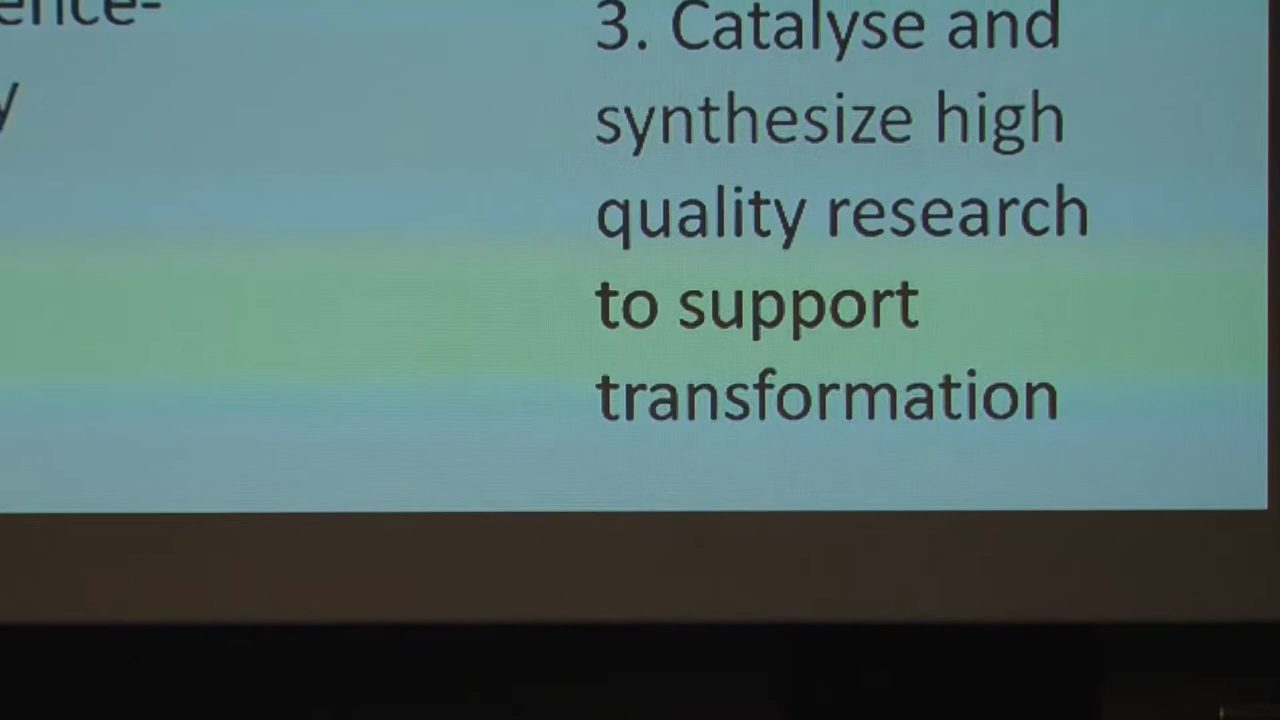 3. Catalyse and
synthesize high
quality research
to support
transformation